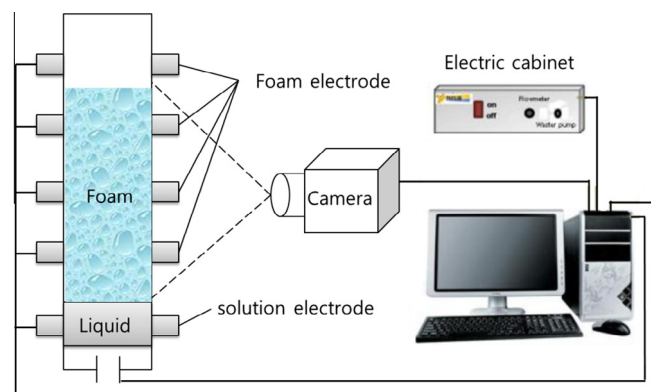 Electric cabinet
Foam electrode
on
off
Flowmeter
Water pump
Foam
Camera
solution electrode
Liquid